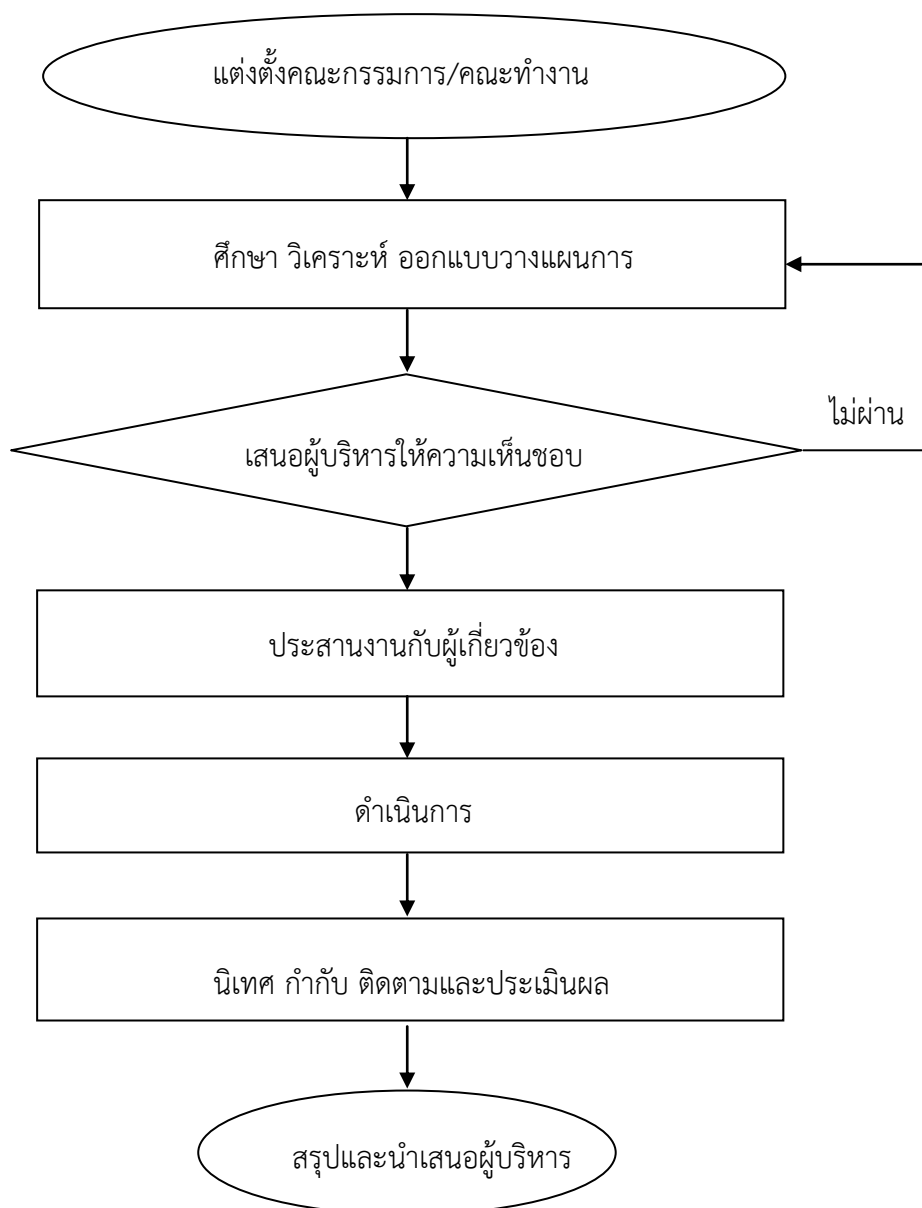 แต่งตั้งคณะกรรมการ/คณะทำงาน
ศึกษา วิเคราะห์ ออกแบบวางแผนการ
ไม่ผ่าน
เสนอผู้บริหารให้ความเห็นชอบ
ประสานงานกับผู้เกี่ยวข้อง
ดำเนินการ
นิเทศ กำกับ ติดตามและประเมินผล
สรุปและนำเสนอผู้บริหาร